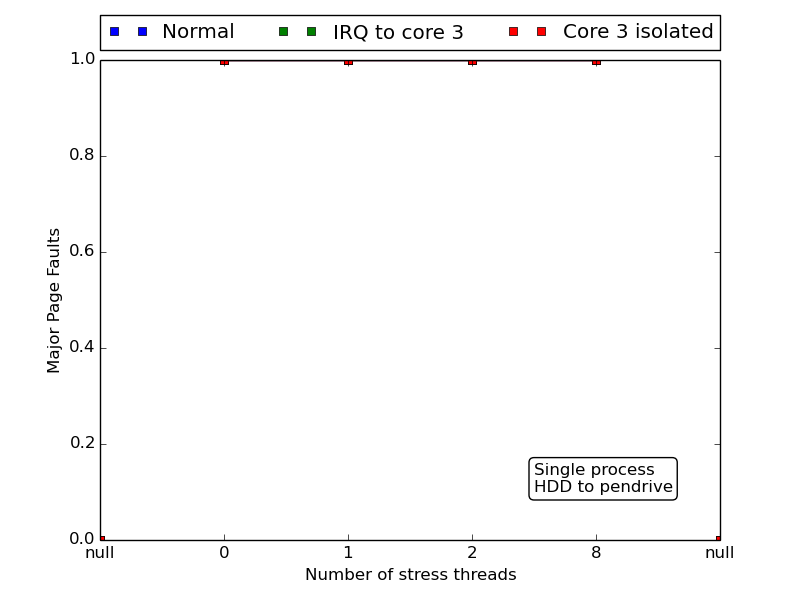 Normal IRQ to core 3 Core 3 isolated
1.0
0.8
0.6
0.4
0.2
0.0
Major Page Faults
Single process
HDD to pendrive
null 0 1 2 8 null
Number of stress threads